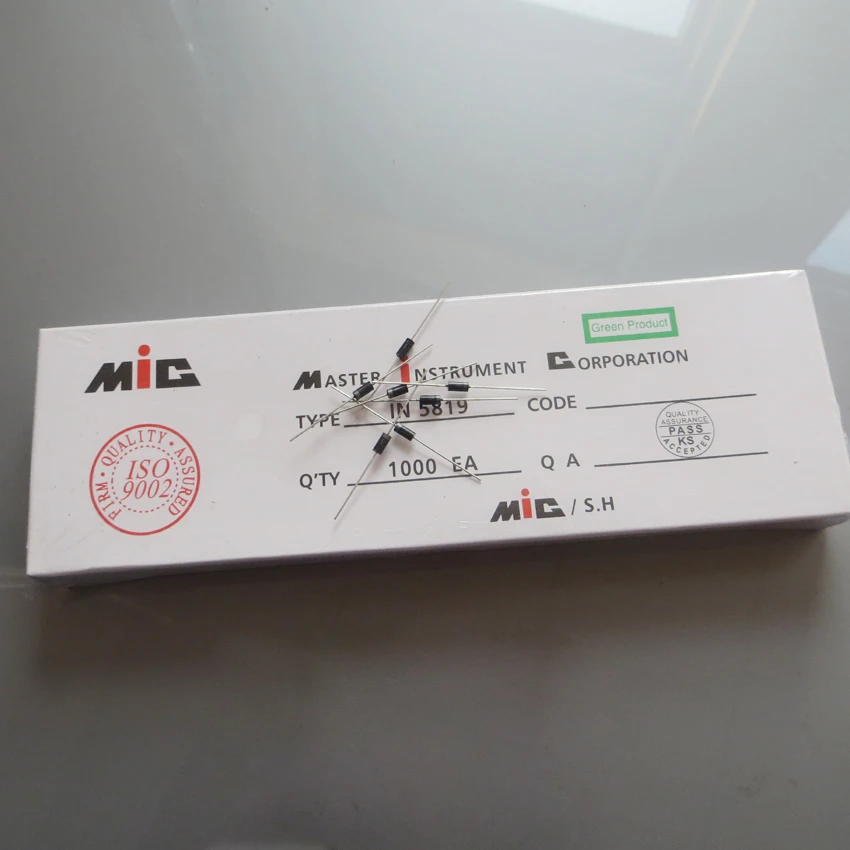 MiC
MASTER INSTRUMENT CORPORATION
Green Product
TYPE IN 5819 CODE
Q'TY 1000 EA Q A
FIRM · QUALITY · ASSURED
ISO
9002
QUALITY
ASSURANCE
PASS
KS
ACCEPTED
MiC / S.H